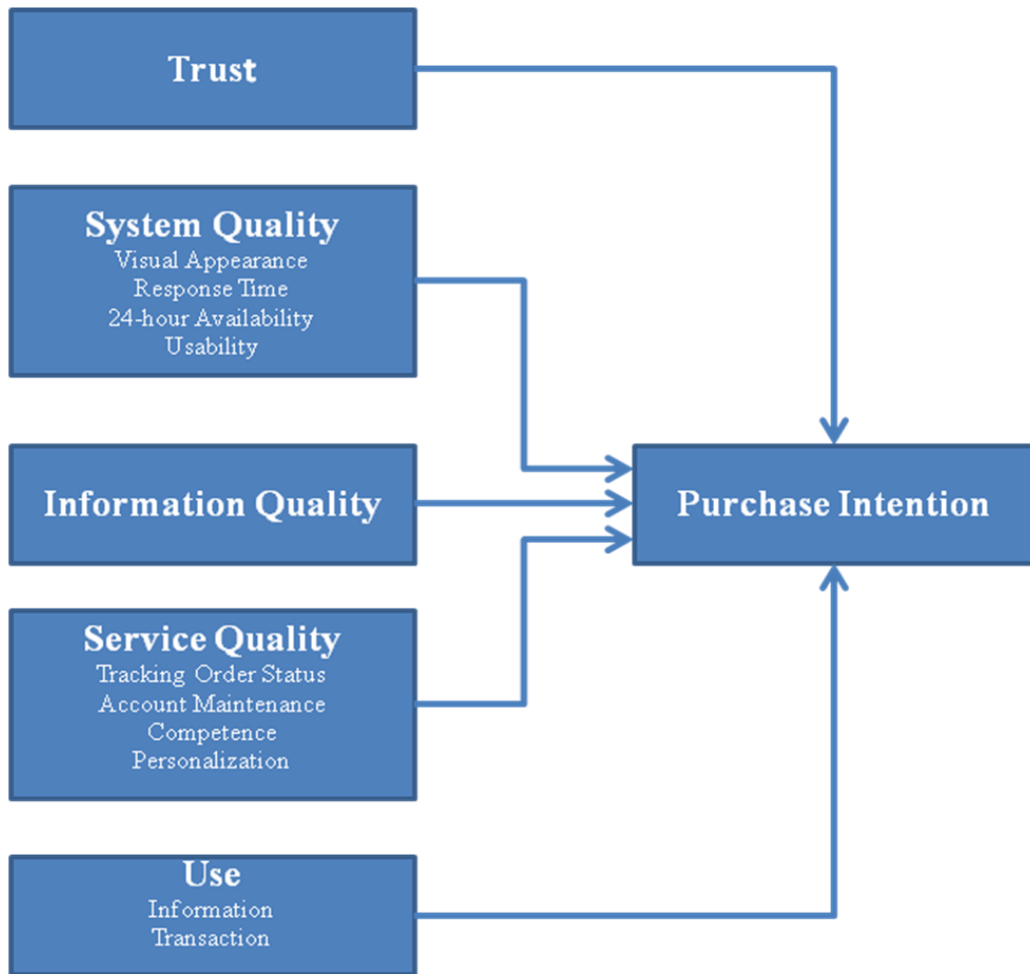 Trust
System Quality
Visual Appearance
Response Time
24-hour Availability
Usability
Information Quality
Purchase Intention
Service Quality
Tracking Order Status
Account Maintenance
Competence
Personalization
Use
Information
Transaction